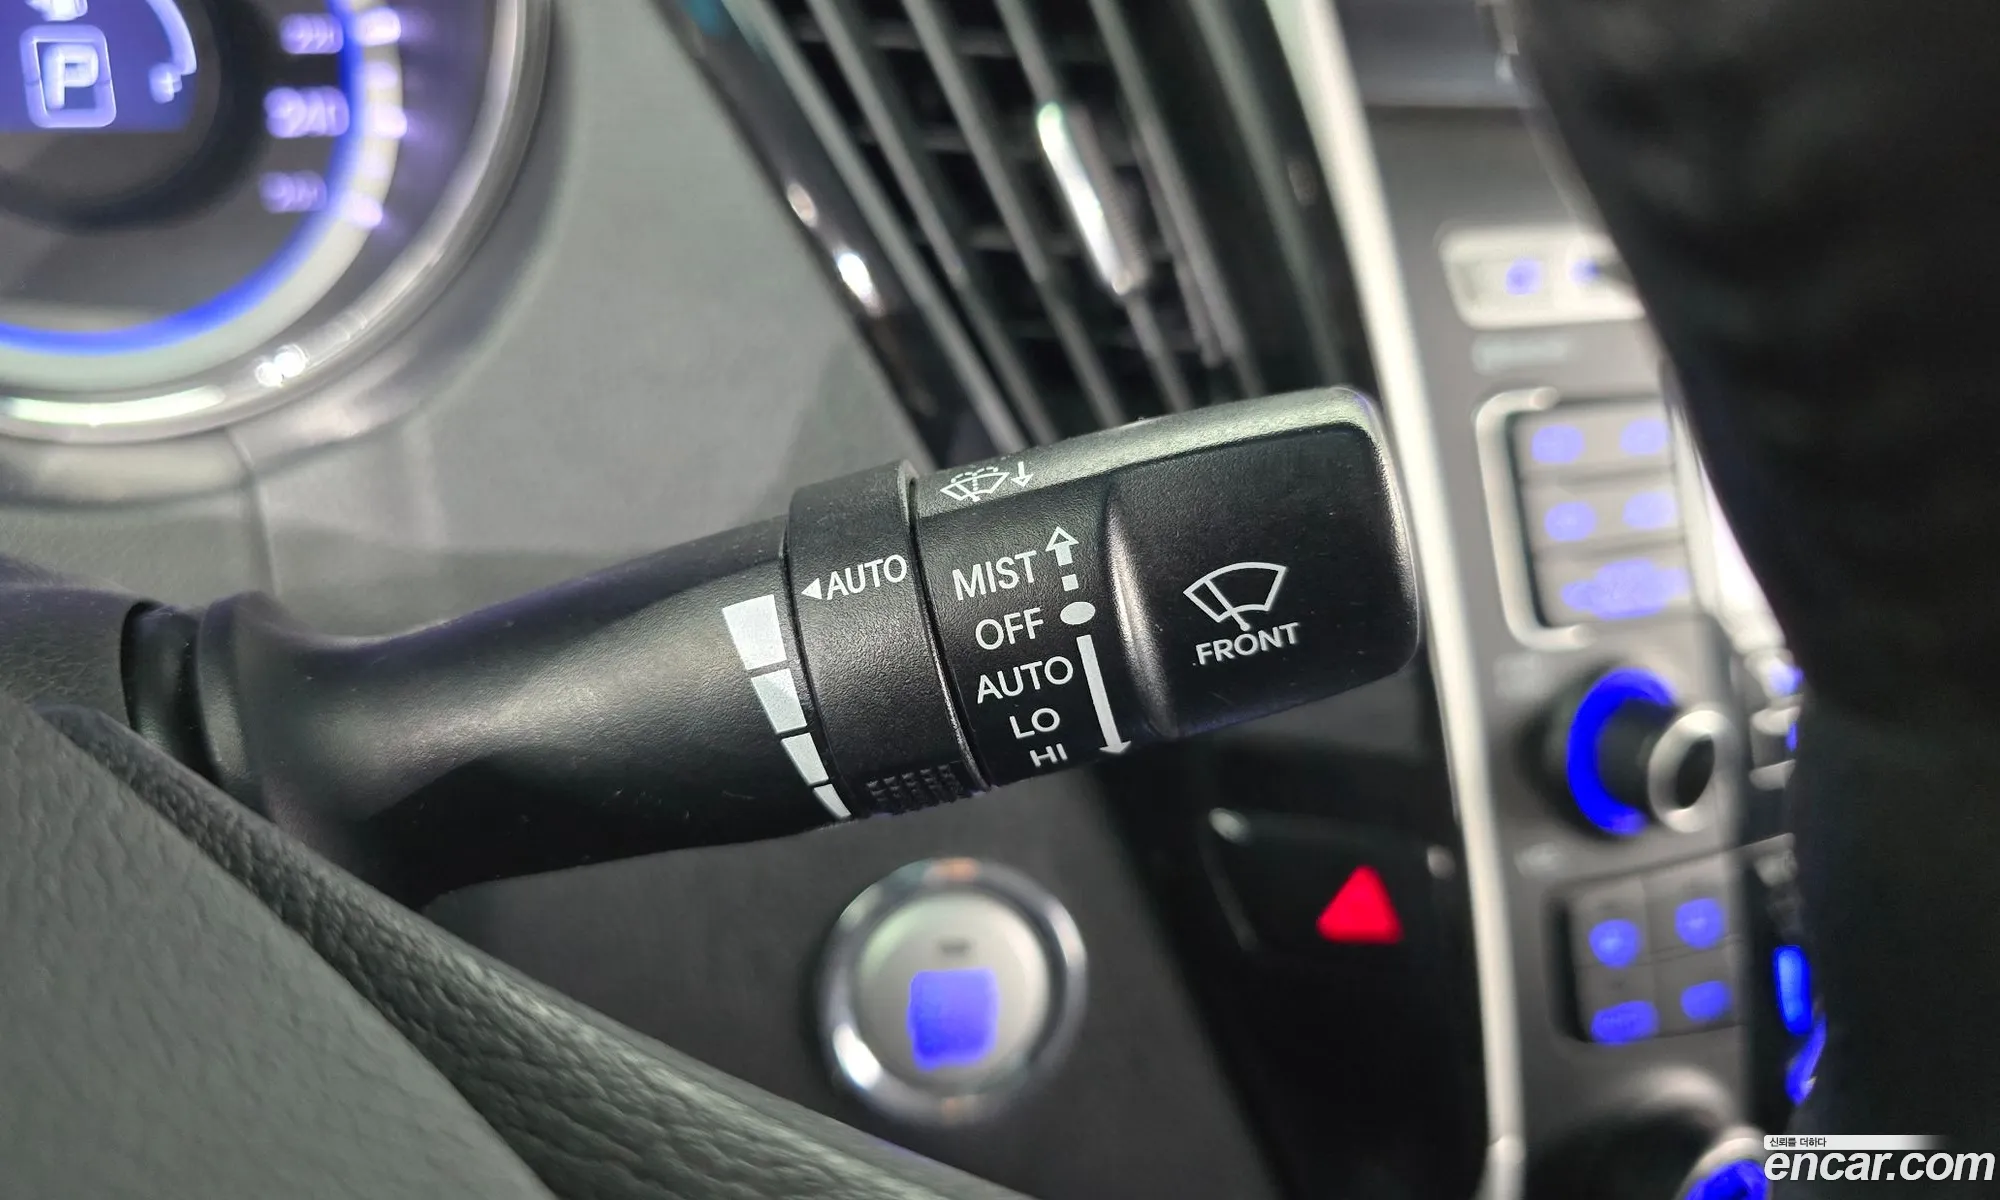 P
AUTO
MIST
OFF
AUTO
LO
HI
FRONT
신뢰를 더하다
encar.com